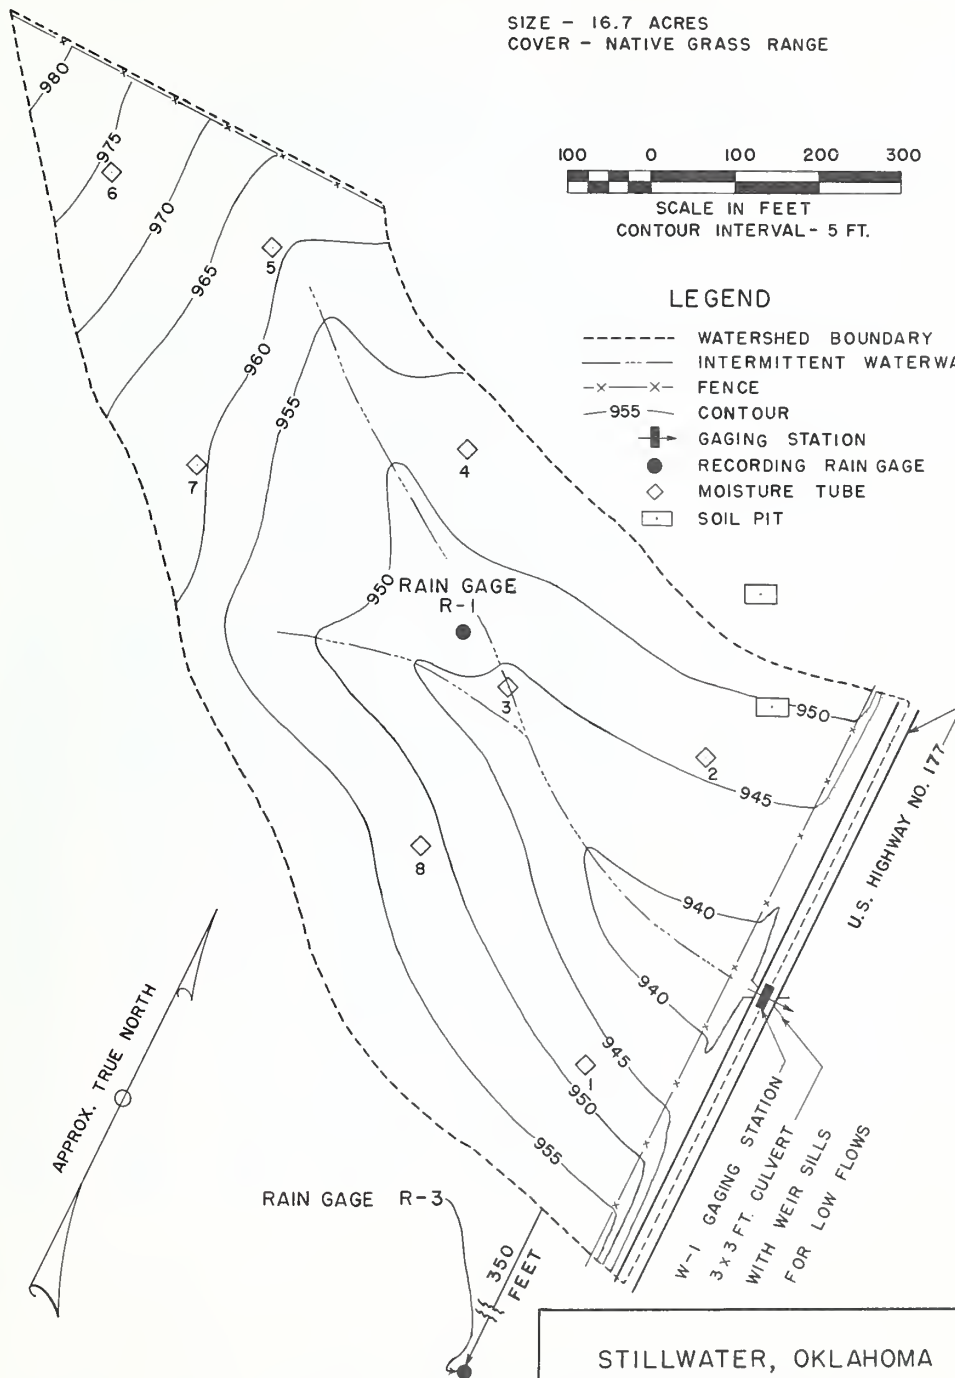 SIZE - 16.7 ACRES
COVER - NATIVE GRASS RANGE
100 0 100 200 300
SCALE IN FEET
CONTOUR INTERVAL- 5 FT.
LEGEND
WATERSHED BOUNDARY
INTERMITTENT WATERWA
-x-x- FENCE
955 CONTOUR
GAGING STATION
RECORDING RAIN GAGE
MOISTURE TUBE
SOIL PIT
980
975
6
970
965
5
960
955
7
4
950
RAIN GAGE
R-1
3
950
2
945
U.S. HIGHWAY NO. 177
8
940
940
945
1
950
955
APPROX. TRUE NORTH
W-1 GAGING STATION
3 x 3 FT. CULVERT
WITH WEIR SILLS
FOR LOW FLOWS
RAIN GAGE R-3
350
FEET
STILLWATER, OKLAHOMA